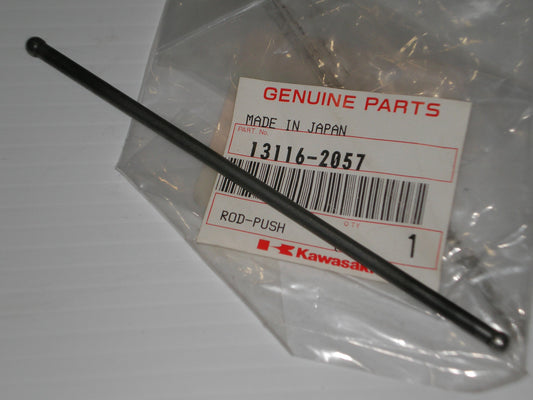 GENUINE PARTS
MADE IN JAPAN
PART No.
13116-2057
ROD-PUSH
QTY
1
Kawasaki